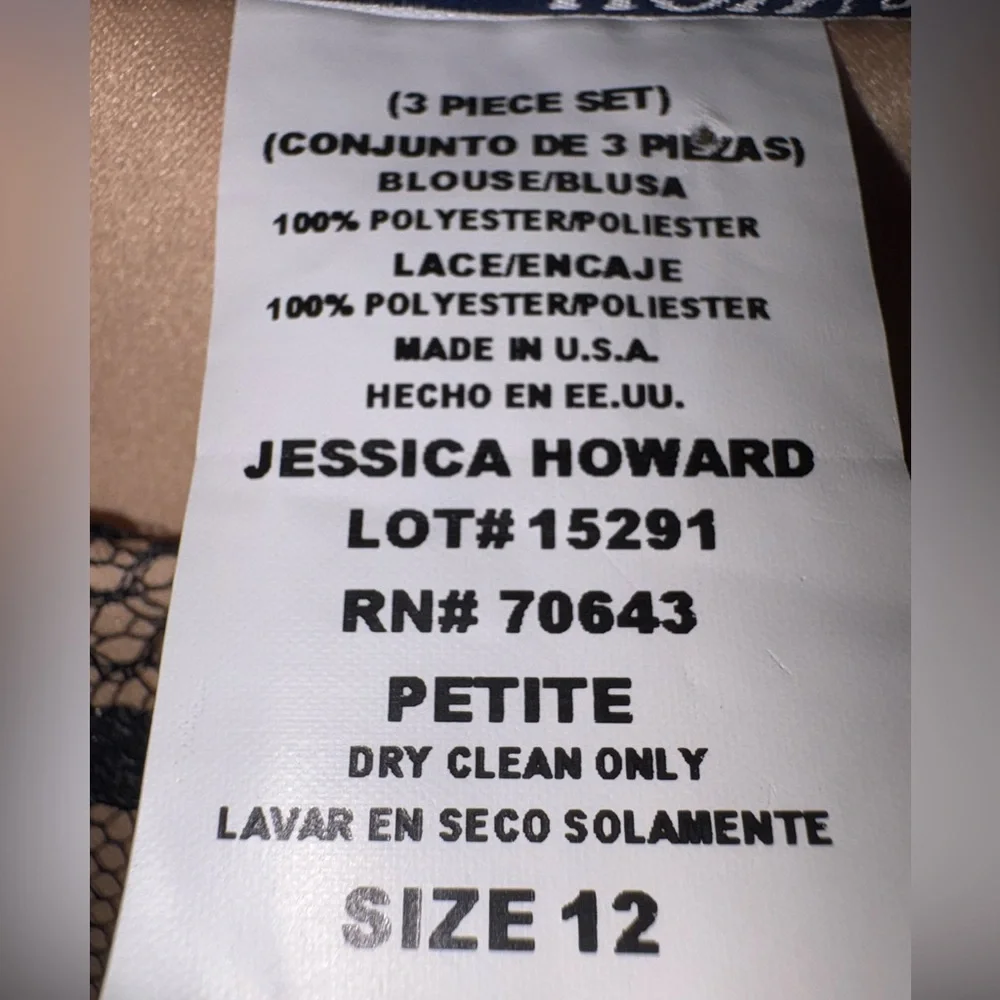 (3 PIECE SET)
(CONJUNTO DE 3 PIEZAS)
BLOUSE/BLUSA
100% POLYESTER/POLIESTER
LACE/ENCAJE
100% POLYESTER/POLIESTER
MADE IN U.S.A.
HECHO EN EE.UU.
JESSICA HOWARD
LOT# 15291
RN# 70643
PETITE
DRY CLEAN ONLY
LAVAR EN SECO SOLAMENTE
SIZE 12